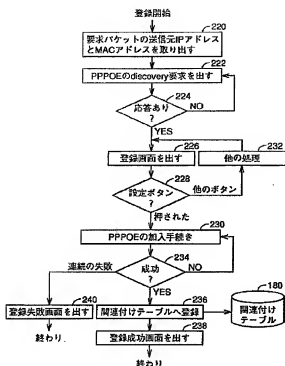 登録開始
220
要求パケットの送信元IPアドレス
とMACアドレスを取り出す
222
PPPOEのdiscovery要求を出す
224
応答あり
?
NO
YES
226
232
登録画面を出す
他の処理
228
設定ボタン
?
他のボタン
押された
230
PPPOEの加入手続き
234
成功
?
連続の失敗
NO
YES
180
240
236
登録失敗画面を出す
関連付けテーブルへ登録
関連付け
テーブル
238
終わり
登録成功画面を出す
終わり